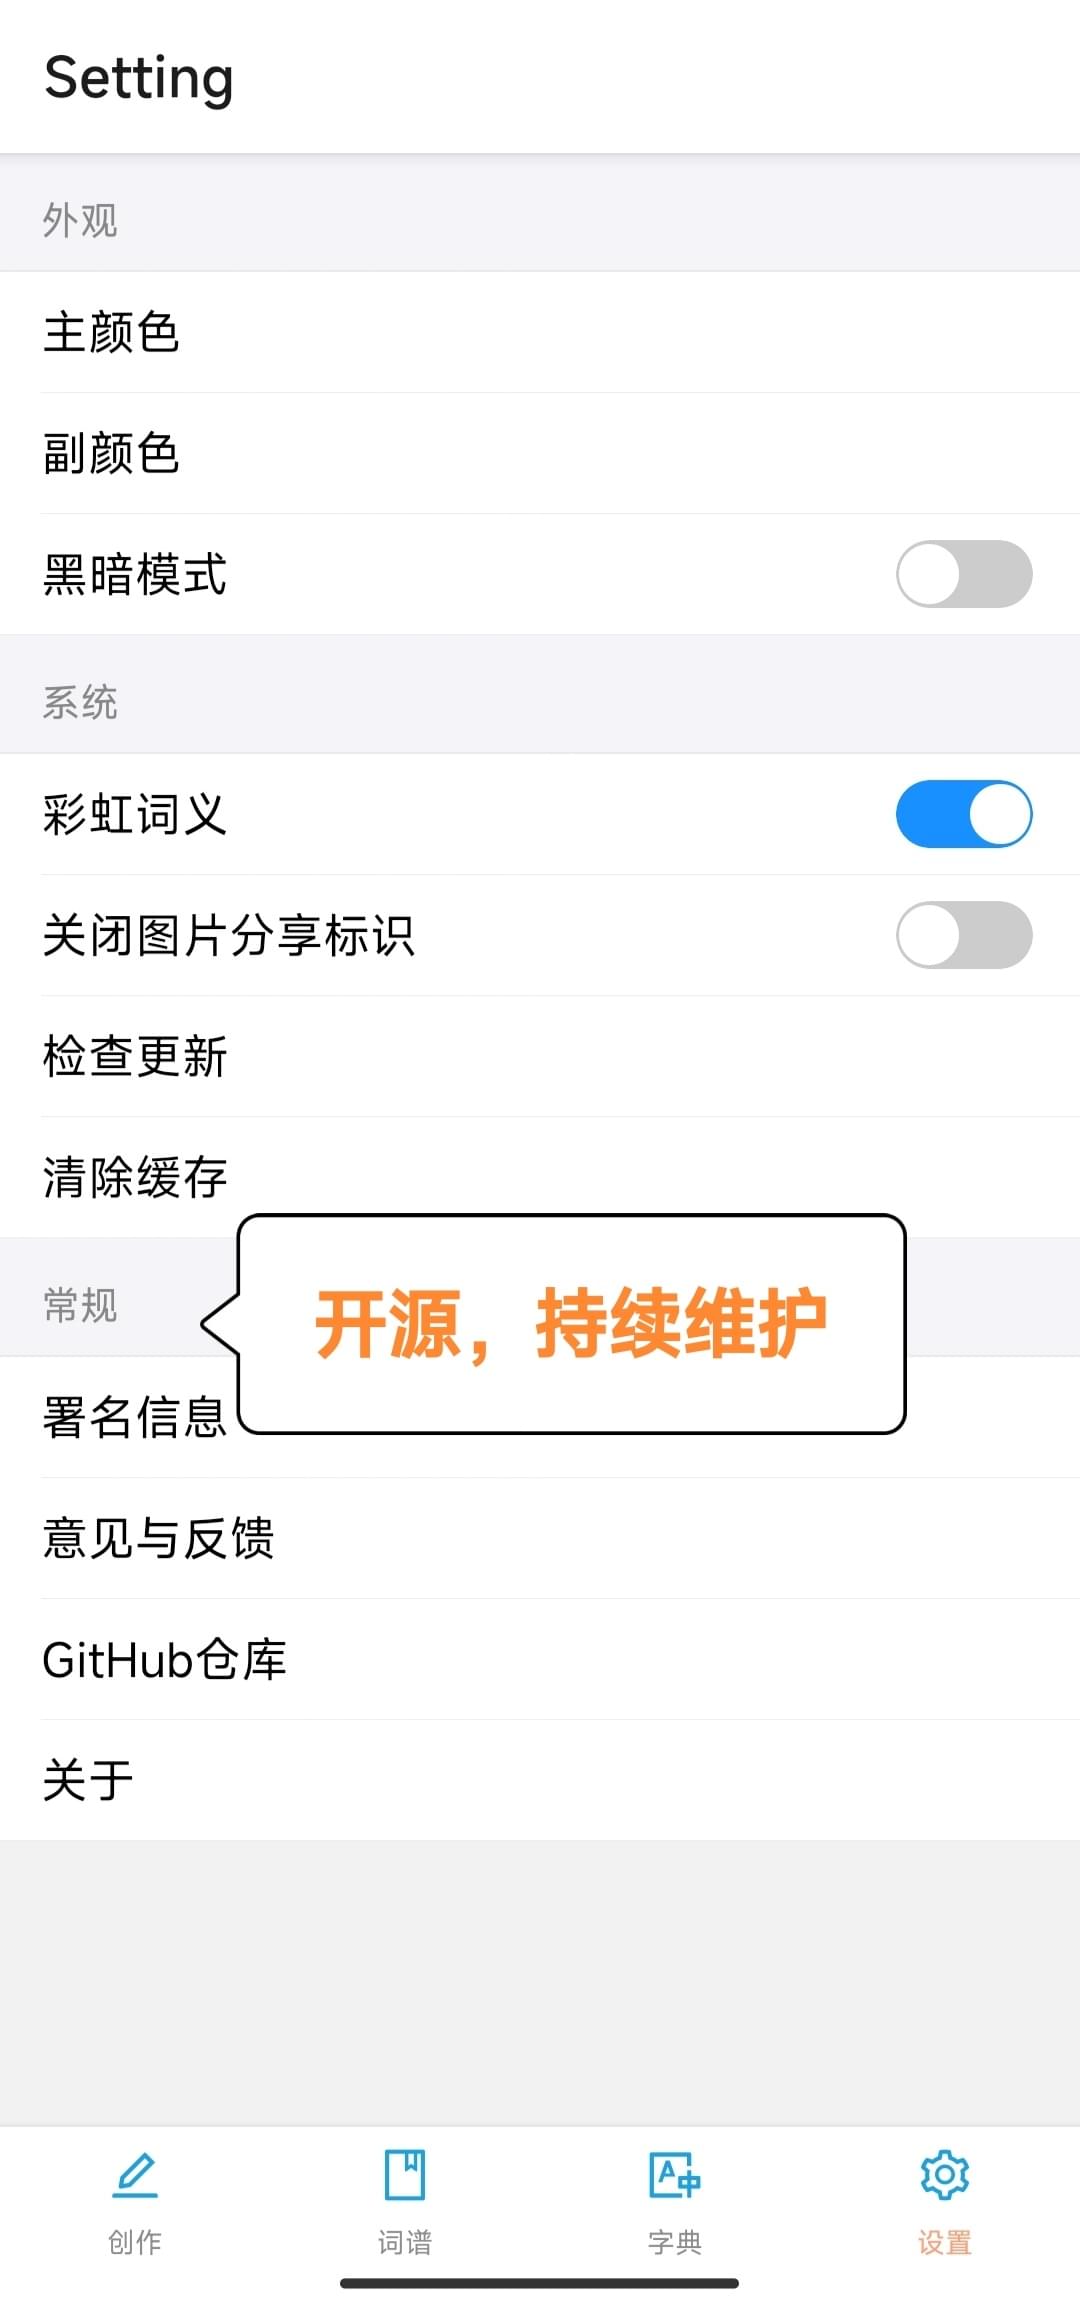 Setting
外观
主颜色
副颜色
黑暗模式
系统
彩虹词义
关闭图片分享标识
检查更新
清除缓存
常规
开源，持续维护
署名信息
意见与反馈
GitHub仓库
关于
创作
词谱
字典
设置